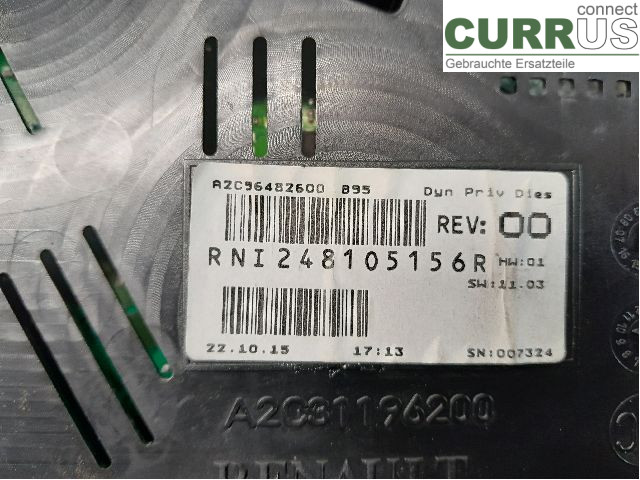 connect
CURRUS
Gebrauchte Ersatzteile
A2C96482600 B95 Dyn Priv Dies
REV: 00
RNI248105156R HW:01
SW:11.03
22.10.15 17:13 SN:007324
A2C31196200
RENAULT